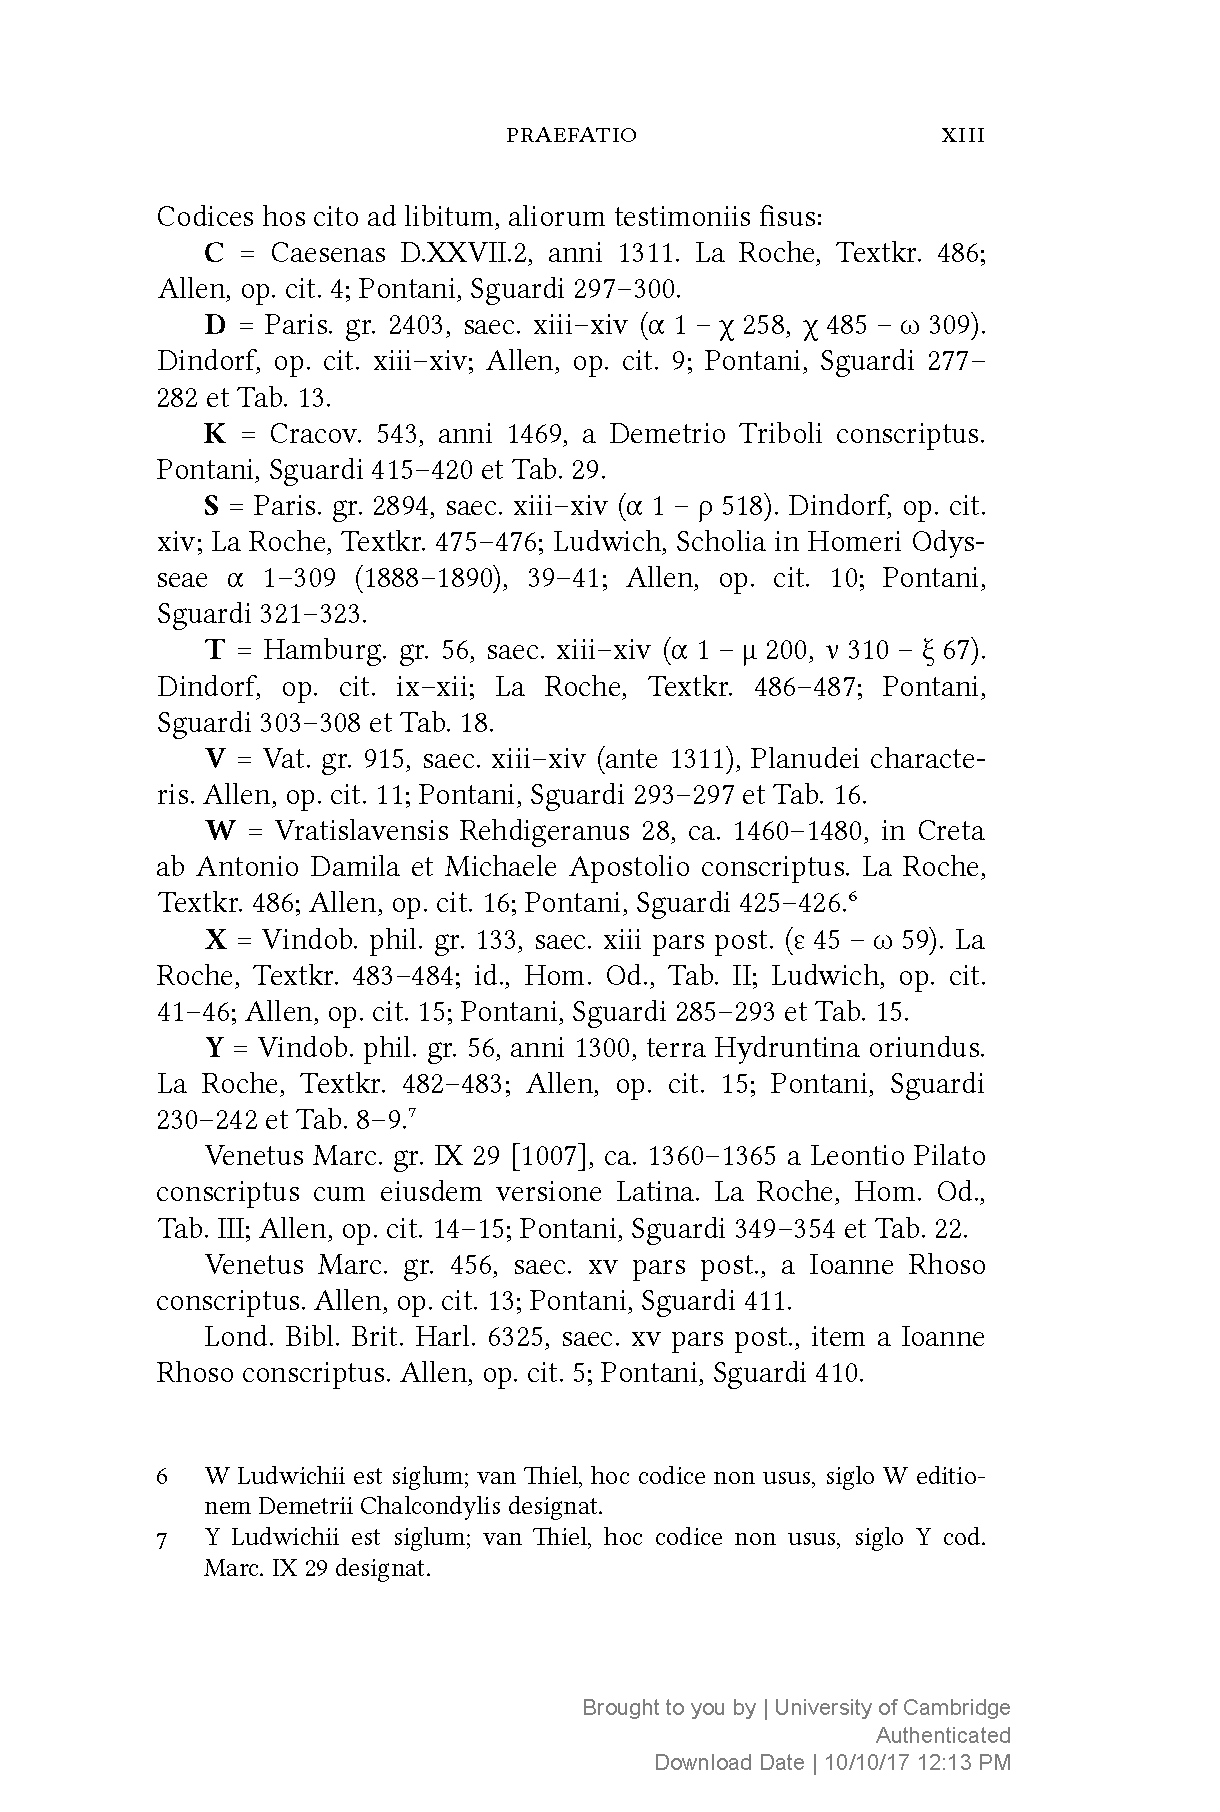 PRAEFATIO XIII
Codices hos cito ad libitum, aliorum testimoniis fisus:
C = Caesenas D.XXVII.2, anni 1311. La Roche, Textkr. 486;
Allen, op. cit. 4; Pontani, Sguardi 297–300.
D = Paris. gr. 2403, saec. xiii–xiv (α 1 – χ 258, χ 485 – ω 309).
Dindorf, op. cit. xiii–xiv; Allen, op. cit. 9; Pontani, Sguardi 277–
282 et Tab. 13.
K = Cracov. 543, anni 1469, a Demetrio Triboli conscriptus.
Pontani, Sguardi 415–420 et Tab. 29.
S = Paris. gr. 2894, saec. xiii–xiv (α 1 – ρ 518). Dindorf, op. cit.
xiv; La Roche, Textkr. 475–476; Ludwich, Scholia in Homeri Odys-
seae α 1–309 (1888–1890), 39–41; Allen, op. cit. 10; Pontani,
Sguardi 321–323.
T = Hamburg. gr. 56, saec. xiii–xiv (α 1 – μ 200, ν 310 – ξ 67).
Dindorf, op. cit. ix–xii; La Roche, Textkr. 486–487; Pontani,
Sguardi 303–308 et Tab. 18.
V = Vat. gr. 915, saec. xiii–xiv (ante 1311), Planudei characte-
ris. Allen, op. cit. 11; Pontani, Sguardi 293–297 et Tab. 16.
W = Vratislavensis Rehdigeranus 28, ca. 1460–1480, in Creta
ab Antonio Damila et Michaele Apostolio conscriptus. La Roche,
Textkr. 486; Allen, op. cit. 16; Pontani, Sguardi 425–426.⁶
X = Vindob. phil. gr. 133, saec. xiii pars post. (ε 45 – ω 59). La
Roche, Textkr. 483–484; id., Hom. Od., Tab. II; Ludwich, op. cit.
41–46; Allen, op. cit. 15; Pontani, Sguardi 285–293 et Tab. 15.
Y = Vindob. phil. gr. 56, anni 1300, terra Hydruntina oriundus.
La Roche, Textkr. 482–483; Allen, op. cit. 15; Pontani, Sguardi
230–242 et Tab. 8–9.⁷
Venetus Marc. gr. IX 29 [1007], ca. 1360–1365 a Leontio Pilato
conscriptus cum eiusdem versione Latina. La Roche, Hom. Od.,
Tab. III; Allen, op. cit. 14–15; Pontani, Sguardi 349–354 et Tab. 22.
Venetus Marc. gr. 456, saec. xv pars post., a Ioanne Rhoso
conscriptus. Allen, op. cit. 13; Pontani, Sguardi 411.
Lond. Bibl. Brit. Harl. 6325, saec. xv pars post., item a Ioanne
Rhoso conscriptus. Allen, op. cit. 5; Pontani, Sguardi 410.
6 W Ludwichii est siglum; van Thiel, hoc codice non usus, siglo W editio-
nem Demetrii Chalcondylis designat.
7 Y Ludwichii est siglum; van Thiel, hoc codice non usus, siglo Y cod.
Marc. IX 29 designat.
Brought to you by | University of Cambridge
Authenticated
Download Date | 10/10/17 12:13 PM